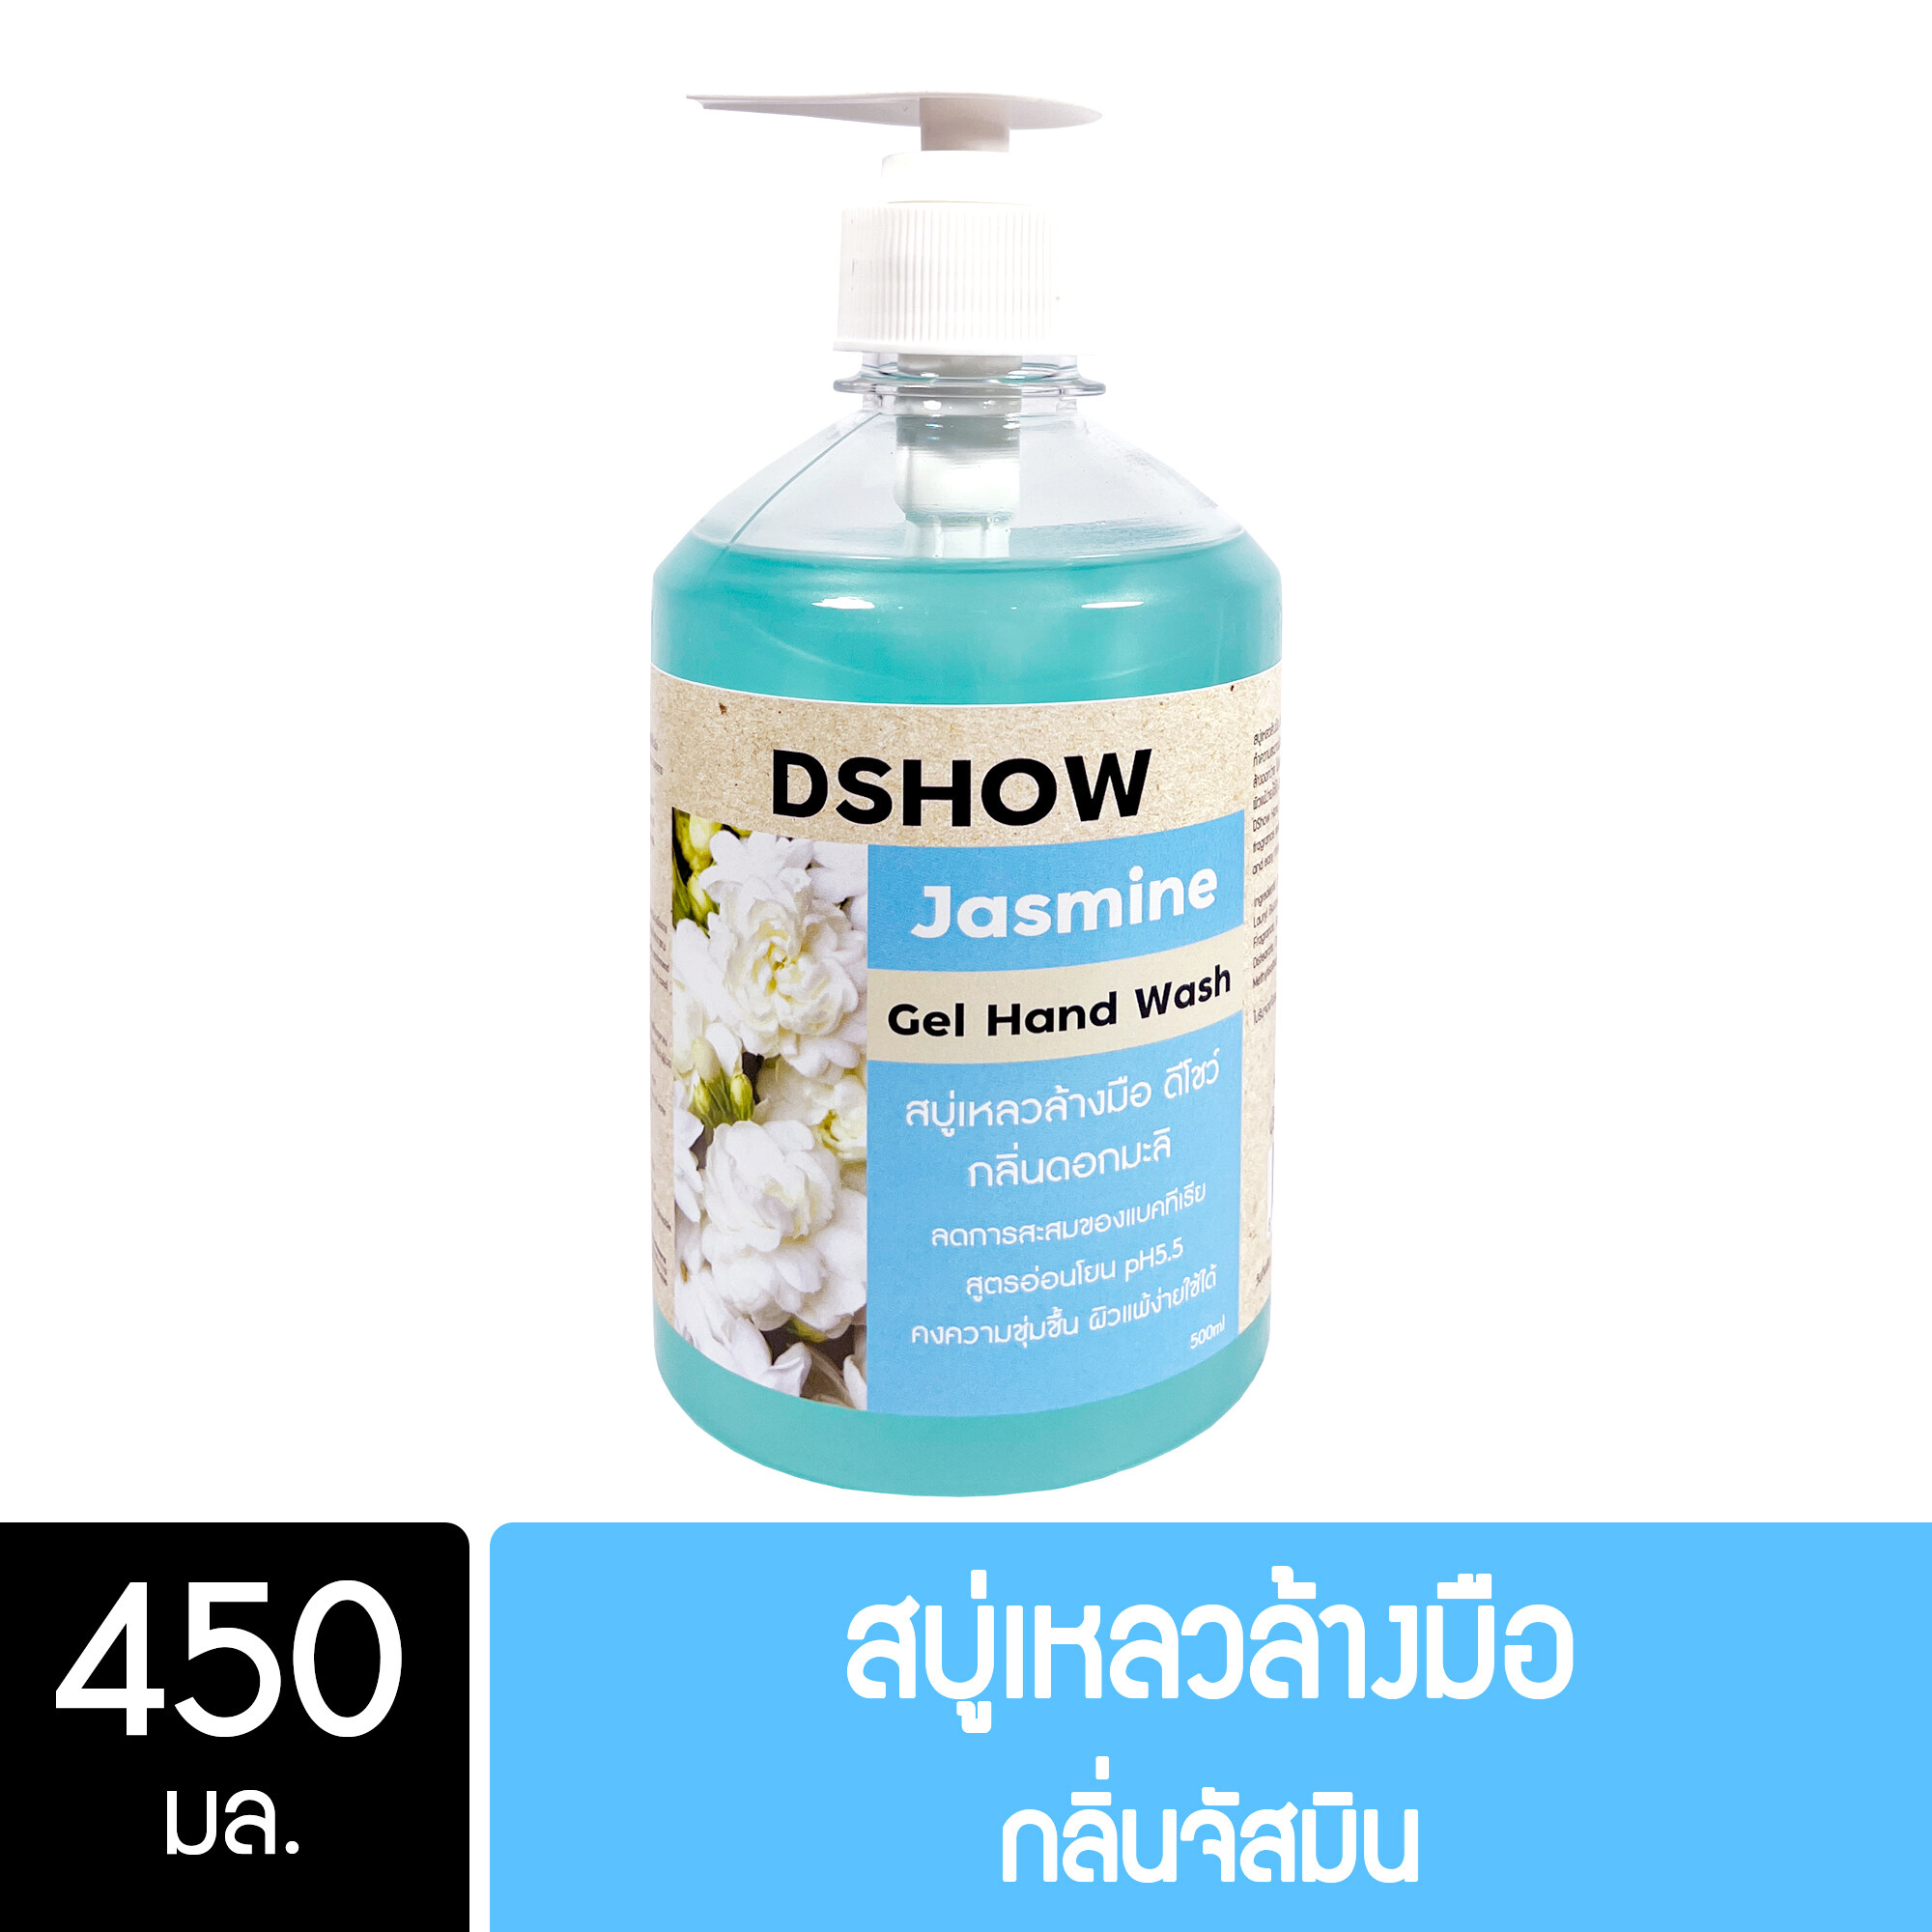 DSHOW
Jasmine
Gel Hand Wash
สบู่เหลวล้างมือ ดีโชว์
กลิ่นดอกมะลิ
ลดการสะสมของแบคทีเรีย
สูตรอ่อนโยน pH5.5
คงความชุ่มชื้น ผิวแพ้ง่ายใช้ได้
500ml
450
มล.
สบู่เหลวล้างมือ
กลิ่นจัสมิน